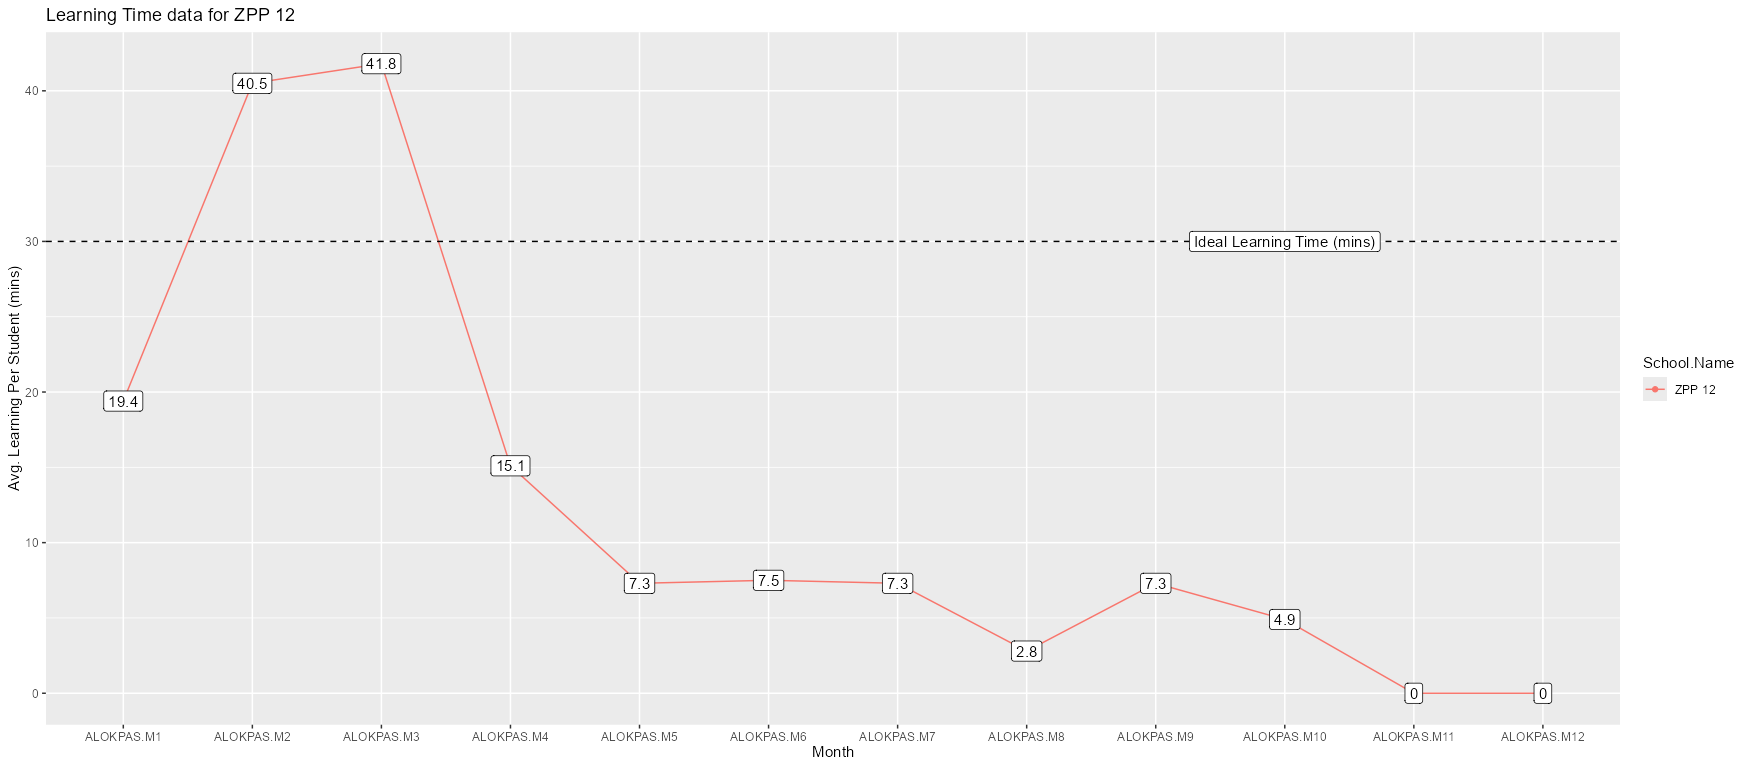 Learning Time data for ZPP 12
Avg. Learning Per Student (mins)
40
30
20
10
0
19.4
40.5
41.8
15.1
7.3
7.5
7.3
2.8
7.3
4.9
0
0
Ideal Learning Time (mins)
ALOKPAS.M1
ALOKPAS.M2
ALOKPAS.M3
ALOKPAS.M4
ALOKPAS.M5
ALOKPAS.M6
ALOKPAS.M7
ALOKPAS.M8
ALOKPAS.M9
ALOKPAS.M10
ALOKPAS.M11
ALOKPAS.M12
Month
School.Name
ZPP 12